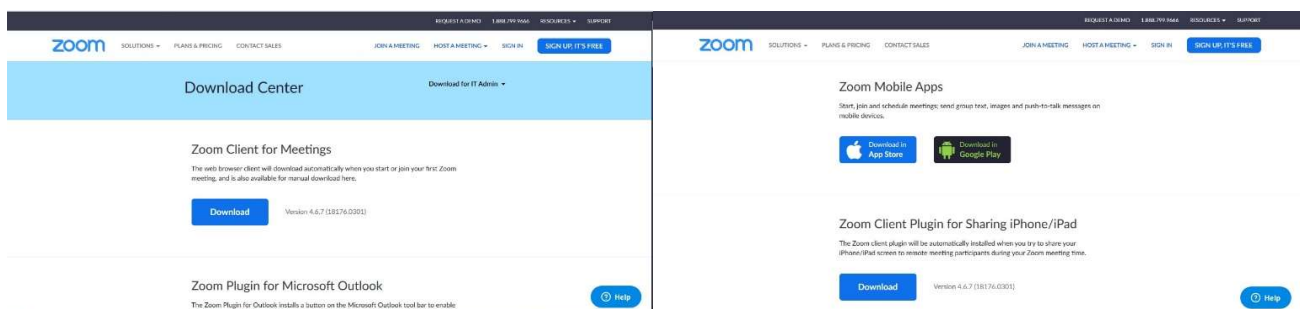 REQUEST A DEMO 1.888.799.9666 RESOURCES SUPPORT
zoom SOLUTIONS PLANS & PRICING CONTACT SALES JOIN A MEETING HOST A MEETING SIGN IN SIGN UP, IT'S FREE
Download Center
Download for IT Admin
Zoom Client for Meetings
The web browser client will download automatically when you start or join your first Zoom
meeting, and is also available for manual download here.
Download Version 4.6.7 (18176.0301)
Zoom Plugin for Microsoft Outlook
The Zoom Plugin for Outlook installs a button on the Microsoft Outlook tool bar to enable
Help
REQUEST A DEMO 1.888.799.9666 RESOURCES SUPPORT
zoom SOLUTIONS PLANS & PRICING CONTACT SALES JOIN A MEETING HOST A MEETING SIGN IN SIGN UP, IT'S FREE
Zoom Mobile Apps
Start, join and schedule meetings; send group text, images and push-to-talk messages on
mobile devices.
Download in
App Store
Download in
Google Play
Zoom Client Plugin for Sharing iPhone/iPad
The Zoom client plugin will be automatically installed when you try to share your
iPhone/iPad screen to remote meeting participants during your Zoom meeting time.
Download Version 4.6.7 (18176.0301)
Help